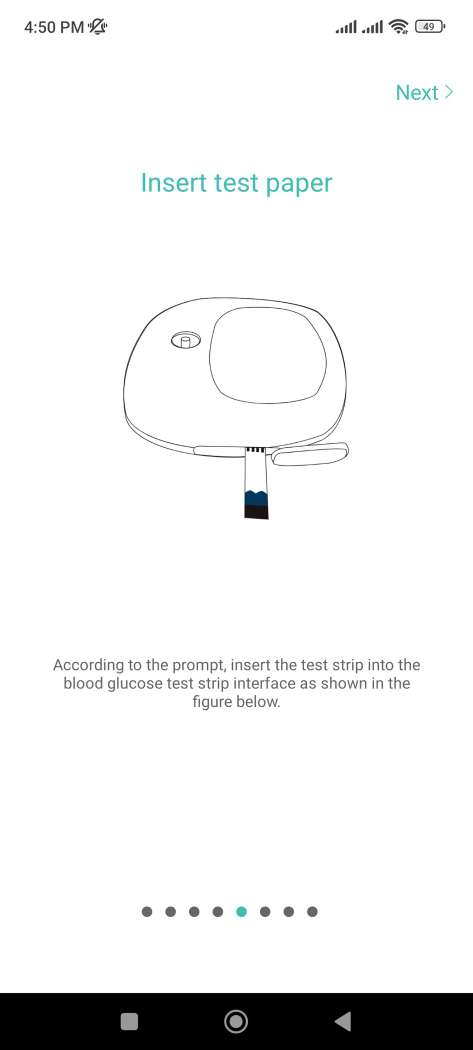 4:50 PM
49
Next
Insert test paper
According to the prompt, insert the test strip into the
blood glucose test strip interface as shown in the
figure below.